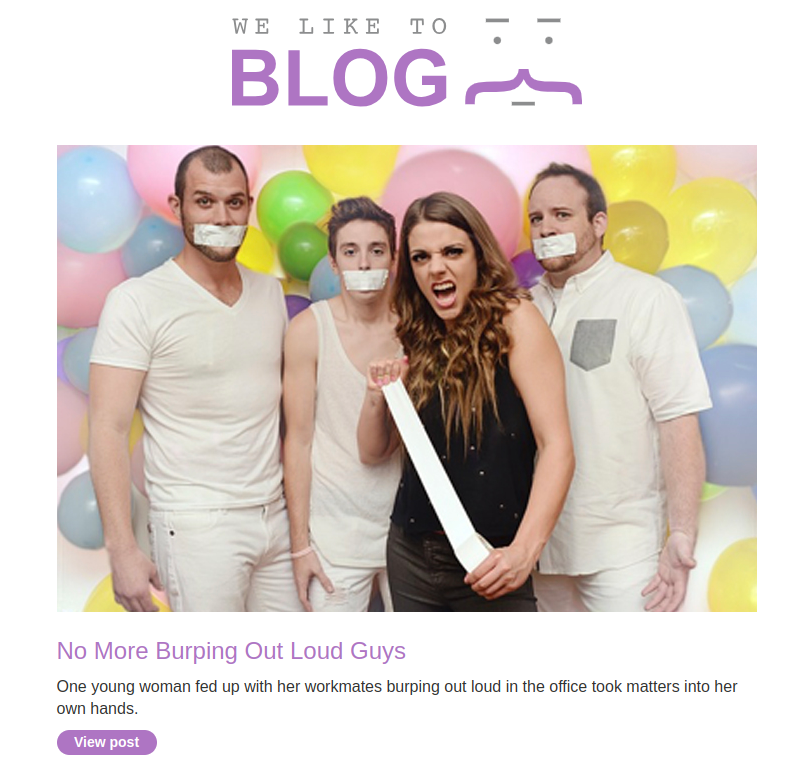 WE LIKE TO
BLOG
No More Burping Out Loud Guys
One young woman fed up with her workmates burping out loud in the office took matters into her
own hands.
View post